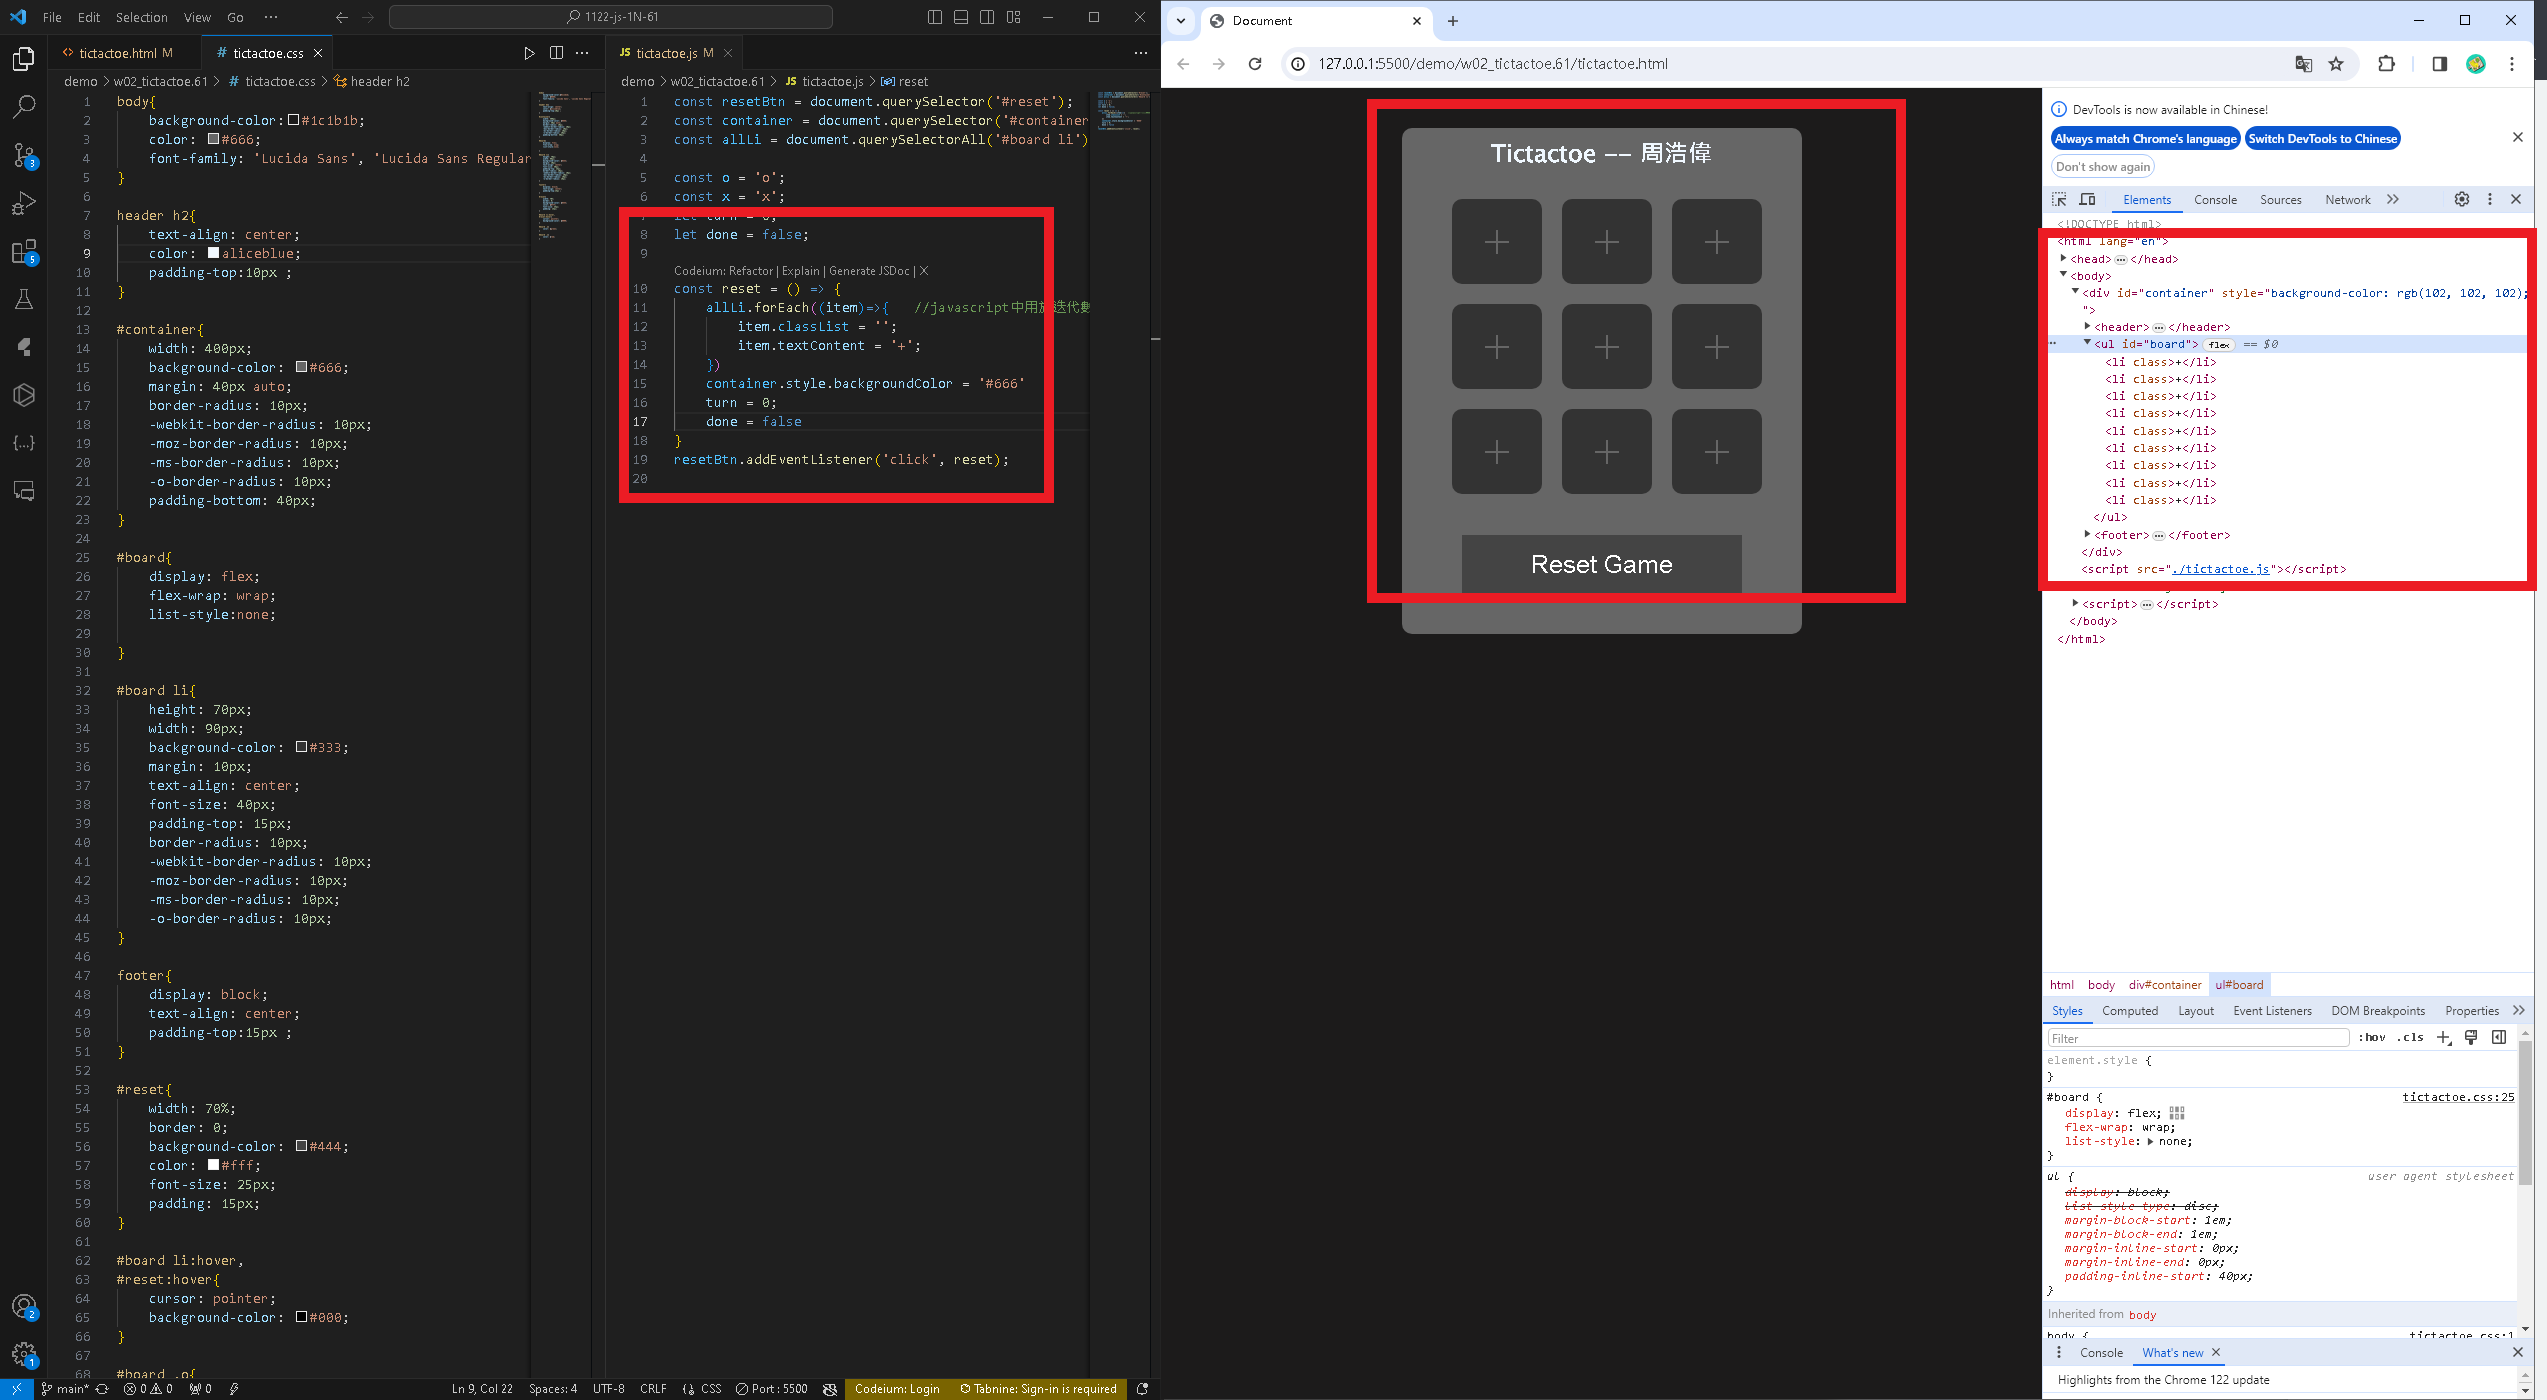 File Edit Selection View Go ··· 1122-js-1N-61
tictactoe.html M
# tictactoe.css
JS tictactoe.js M
demo > w02_tictactoe.61 > # tictactoe.css > header h2
1 body{
2 background-color: #1c1b1b;
3 color: #666;
4 font-family: 'Lucida Sans', 'Lucida Sans Regular
5 }
6
7 header h2{
8 text-align: center;
9 color: aliceblue;
10 padding-top:10px ;
11 }
12
13 #container{
14 width: 400px;
15 background-color: #666;
16 margin: 40px auto;
17 border-radius: 10px;
18 -webkit-border-radius: 10px;
19 -moz-border-radius: 10px;
20 -ms-border-radius: 10px;
21 -o-border-radius: 10px;
22 padding-bottom: 40px;
23 }
24
25 #board{
26 display: flex;
27 flex-wrap: wrap;
28 list-style:none;
29
30 }
31
32 #board li{
33 height: 70px;
34 width: 90px;
35 background-color: #333;
36 margin: 10px;
37 text-align: center;
38 font-size: 40px;
39 padding-top: 15px;
40 border-radius: 10px;
41 -webkit-border-radius: 10px;
42 -moz-border-radius: 10px;
43 -ms-border-radius: 10px;
44 -o-border-radius: 10px;
45 }
46
47 footer{
48 display: block;
49 text-align: center;
50 padding-top:15px ;
51 }
52
53 #reset{
54 width: 70%;
55 border: 0;
56 background-color: #444;
57 color: #fff;
58 font-size: 25px;
59 padding: 15px;
60 }
61
62 #board li:hover,
63 #reset:hover{
64 cursor: pointer;
65 background-color: #000;
66 }
67
68 #board .o{
demo > w02_tictactoe.61 > JS tictactoe.js > reset
1 const resetBtn = document.querySelector('#reset');
2 const container = document.querySelector('#container
3 const allLi = document.querySelectorAll('#board li')
4
5 const o = 'o';
6 const x = 'x';
7 let turn = 0;
8 let done = false;
9
Codeium: Refactor | Explain | Generate JSDoc | X
10 const reset = () => {
11 allLi.forEach((item)=>{ //javascript中用於迭代數
12 item.classList = '';
13 item.textContent = '+';
14 })
15 container.style.backgroundColor = '#666'
16 turn = 0;
17 done = false
18 }
19 resetBtn.addEventListener('click', reset);
20
main* 0 0 0 Ln 9, Col 22 Spaces: 4 UTF-8 CRLF CSS Port : 5500 Codeium: Login Tabnine: Sign-in is required
Document
127.0.0.1:5500/demo/w02_tictactoe.61/tictactoe.html
Tictactoe -- 周浩偉
+ + +
+ + +
+ + +
Reset Game
DevTools is now available in Chinese!
Always match Chrome's language Switch DevTools to Chinese
Don't show again
Elements Console Sources Network
<!DOCTYPE html>
<html lang="en">
<head> ··· </head>
<body>
<div id="container" style="background-color: rgb(102, 102, 102);
">
<header> ··· </header>
<ul id="board"> flex == $0
<li class>+</li>
<li class>+</li>
<li class>+</li>
<li class>+</li>
<li class>+</li>
<li class>+</li>
<li class>+</li>
<li class>+</li>
<li class>+</li>
</ul>
<footer> ··· </footer>
</div>
<script src="./tictactoe.js"></script>
<script> ··· </script>
</body>
</html>
html body div#container ul#board
Styles Computed Layout Event Listeners DOM Breakpoints Properties
Filter :hov .cls
element.style {
}
#board { tictactoe.css:25
display: flex;
flex-wrap: wrap;
list-style: none;
}
ul { user agent stylesheet
display: block;
list-style-type: disc;
margin-block-start: 1em;
margin-block-end: 1em;
margin-inline-start: 0px;
margin-inline-end: 0px;
padding-inline-start: 40px;
}
Inherited from body
body { tictactoe.css:1
Console What's new
Highlights from the Chrome 122 update